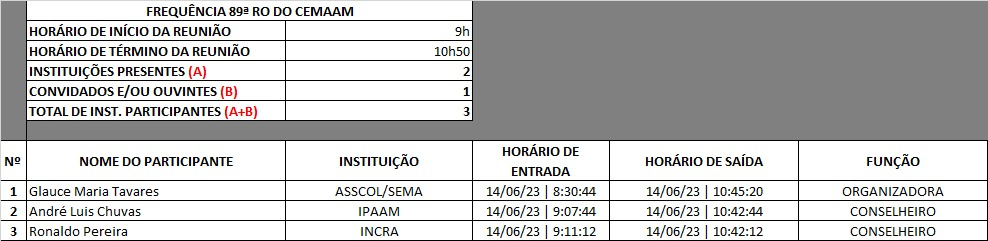 FREQUÊNCIA 89ª RO DO CEMAAM
HORÁRIO DE INÍCIO DA REUNIÃO 9h
HORÁRIO DE TÉRMINO DA REUNIÃO 10h50
INSTITUIÇÕES PRESENTES (A) 2
CONVIDADOS E/OU OUVINTES (B) 1
TOTAL DE INST. PARTICIPANTES (A+B) 3
Nº NOME DO PARTICIPANTE INSTITUIÇÃO HORÁRIO DE ENTRADA HORÁRIO DE SAÍDA FUNÇÃO
1 Glauce Maria Tavares ASSCOL/SEMA 14/06/23 | 8:30:44 14/06/23 | 10:45:20 ORGANIZADORA
2 André Luis Chuvas IPAAM 14/06/23 | 9:07:44 14/06/23 | 10:42:44 CONSELHEIRO
3 Ronaldo Pereira INCRA 14/06/23 | 9:11:12 14/06/23 | 10:42:12 CONSELHEIRO